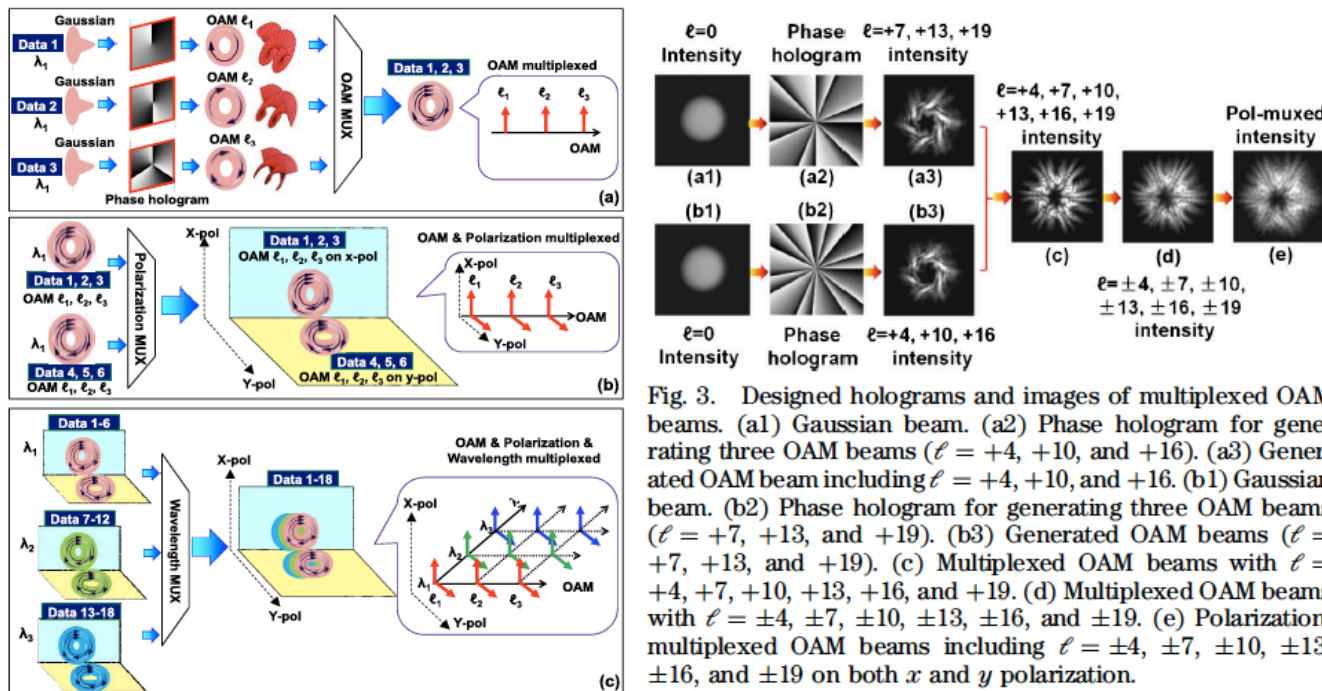 Gaussian
Data 1
λ₁
OAM ℓ₁
Gaussian
Data 2
λ₁
OAM ℓ₂
Gaussian
Data 3
λ₁
OAM ℓ₃
Phase hologram
OAM MUX
Data 1, 2, 3
OAM multiplexed
ℓ₁ ℓ₂ ℓ₃
OAM
(a)
λ₁
Data 1, 2, 3
OAM ℓ₁, ℓ₂, ℓ₃
λ₁
Data 4, 5, 6
OAM ℓ₁, ℓ₂, ℓ₃
Polarization MUX
X-pol
Data 1, 2, 3
OAM ℓ₁, ℓ₂, ℓ₃ on x-pol
Data 4, 5, 6
OAM ℓ₁, ℓ₂, ℓ₃ on y-pol
Y-pol
OAM & Polarization multiplexed
X-pol
ℓ₁ ℓ₂ ℓ₃
OAM
Y-pol
(b)
Data 1-6
λ₁
Data 7-12
λ₂
Data 13-18
λ₃
Wavelength MUX
X-pol
Data 1-18
Y-pol
OAM & Polarization &
Wavelength multiplexed
X-pol
λ₃
λ₂
λ₁
ℓ₁ ℓ₂ ℓ₃
OAM
Y-pol
(c)
ℓ=0
Intensity
Phase
hologram
ℓ=+7, +13, +19
intensity
(a1) (a2) (a3)
(b1) (b2) (b3)
ℓ=0
Intensity
Phase
hologram
ℓ=+4, +10, +16
intensity
ℓ=+4, +7, +10,
+13, +16, +19
intensity
(c)
(d)
ℓ=±4, ±7, ±10,
±13, ±16, ±19
intensity
Pol-muxed
intensity
(e)
Fig. 3. Designed holograms and images of multiplexed OAM
beams. (a1) Gaussian beam. (a2) Phase hologram for gene
rating three OAM beams (ℓ = +4, +10, and +16). (a3) Gener
ated OAM beam including ℓ = +4, +10, and +16. (b1) Gaussian
beam. (b2) Phase hologram for generating three OAM beams
(ℓ = +7, +13, and +19). (b3) Generated OAM beams (ℓ =
+7, +13, and +19). (c) Multiplexed OAM beams with ℓ =
+4, +7, +10, +13, +16, and +19. (d) Multiplexed OAM beams
with ℓ = ±4, ±7, ±10, ±13, ±16, and ±19. (e) Polarization
multiplexed OAM beams including ℓ = ±4, ±7, ±10, ±13
±16, and ±19 on both x and y polarization.